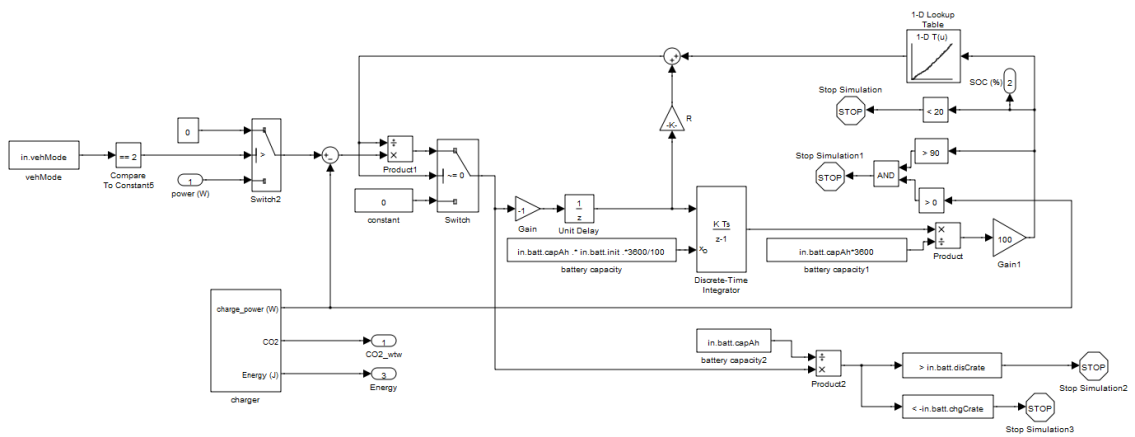 1-D Lookup
Table
1-D T(u)
SOC (%)
2
Stop Simulation
STOP
< 20
+
+
R
-K-
Stop Simulation1
STOP
AND
> 90
> 0
0
in.vehMode
vehMode
== 2
Compare
To Constant5
1
power (W)
>
Switch2
+
−
÷
×
Product1
0
constant
~= 0
Switch
-1
Gain
1
z
Unit Delay
in.batt.capAh .* in.batt.init .*3600/100
battery capacity
K Ts
z-1
xo
Discrete-Time
Integrator
in.batt.capAh*3600
battery capacity1
×
÷
Product
100
Gain1
charge_power (W)
CO2
Energy (J)
charger
1
CO2_wtw
3
Energy
in.batt.capAh
battery capacity2
÷
×
Product2
> in.batt.disCrate
STOP
Stop Simulation2
< -in.batt.chgCrate
STOP
Stop Simulation3